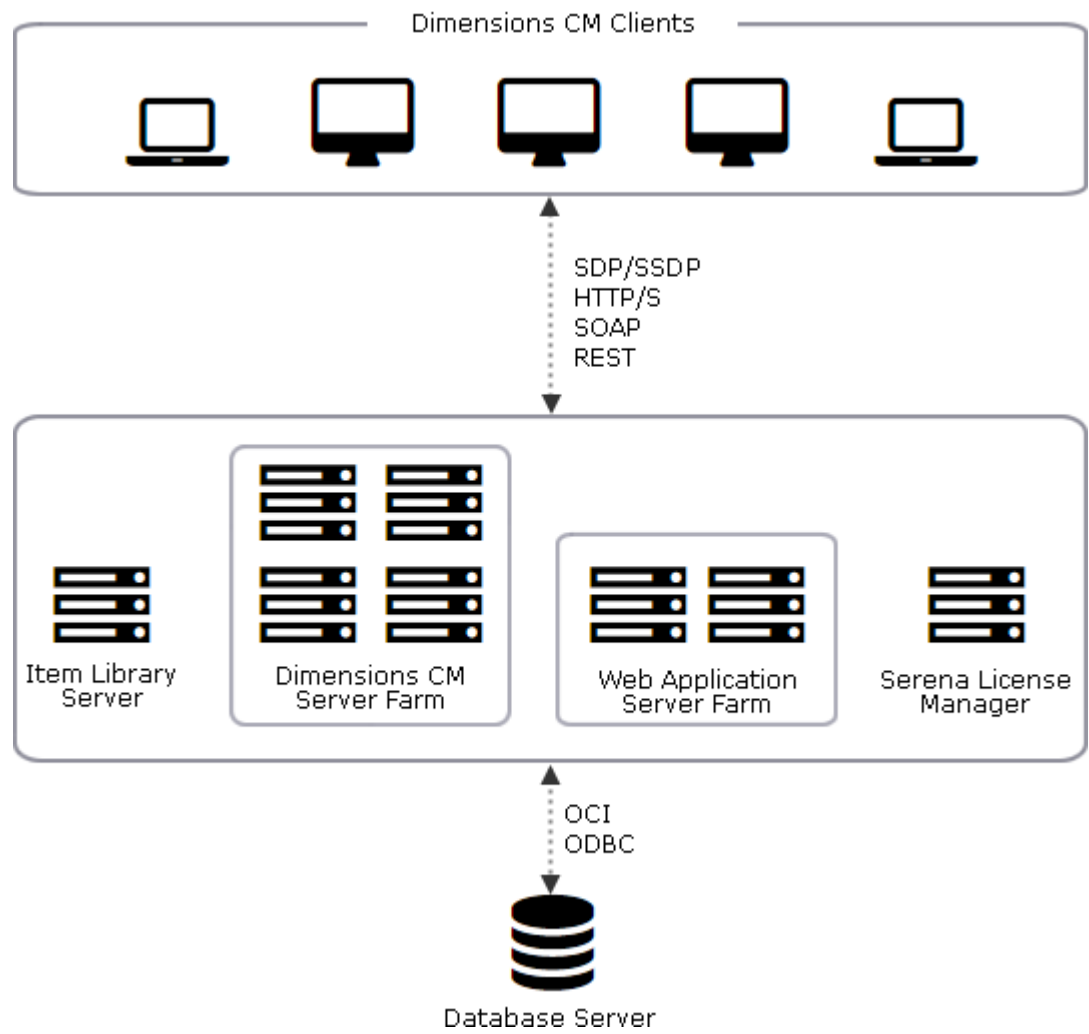 Dimensions CM Clients
SDP/SSDP
HTTP/S
SOAP
REST
Item Library
Server
Dimensions CM
Server Farm
Web Application
Server Farm
Serena License
Manager
OCI
ODBC
Database Server